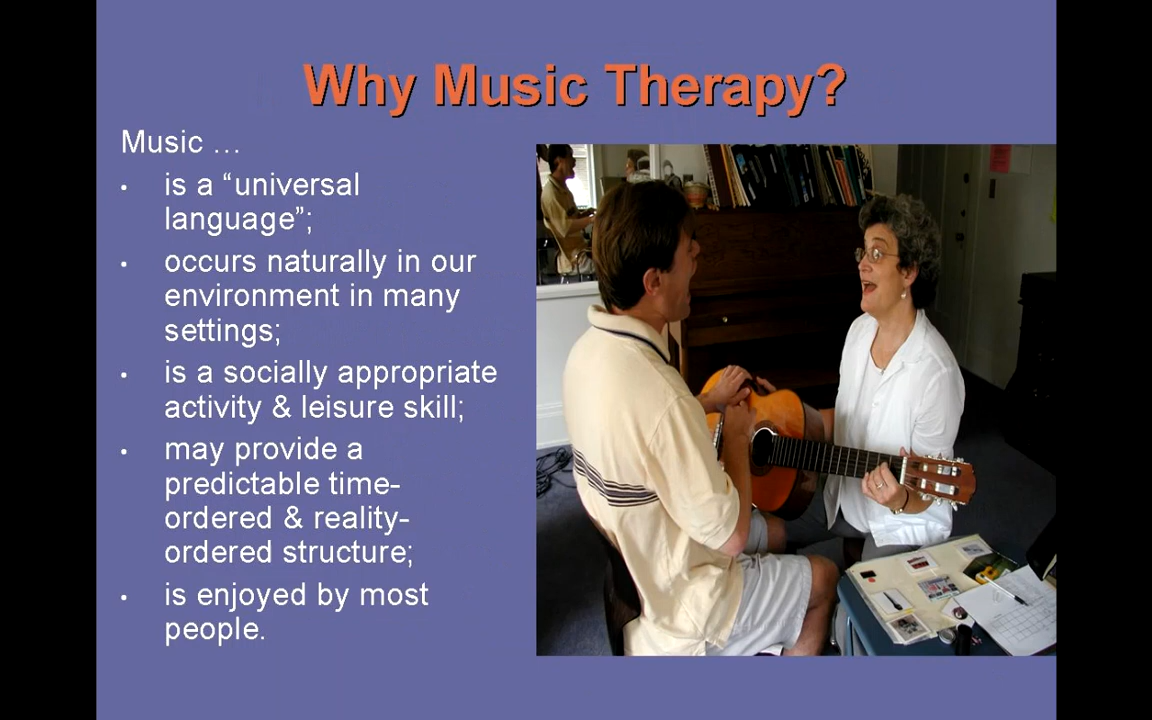 Why Music Therapy?
Music …
• is a “universal
language”;
• occurs naturally in our
environment in many
settings;
• is a socially appropriate
activity & leisure skill;
• may provide a
predictable time-
ordered & reality-
ordered structure;
• is enjoyed by most
people.